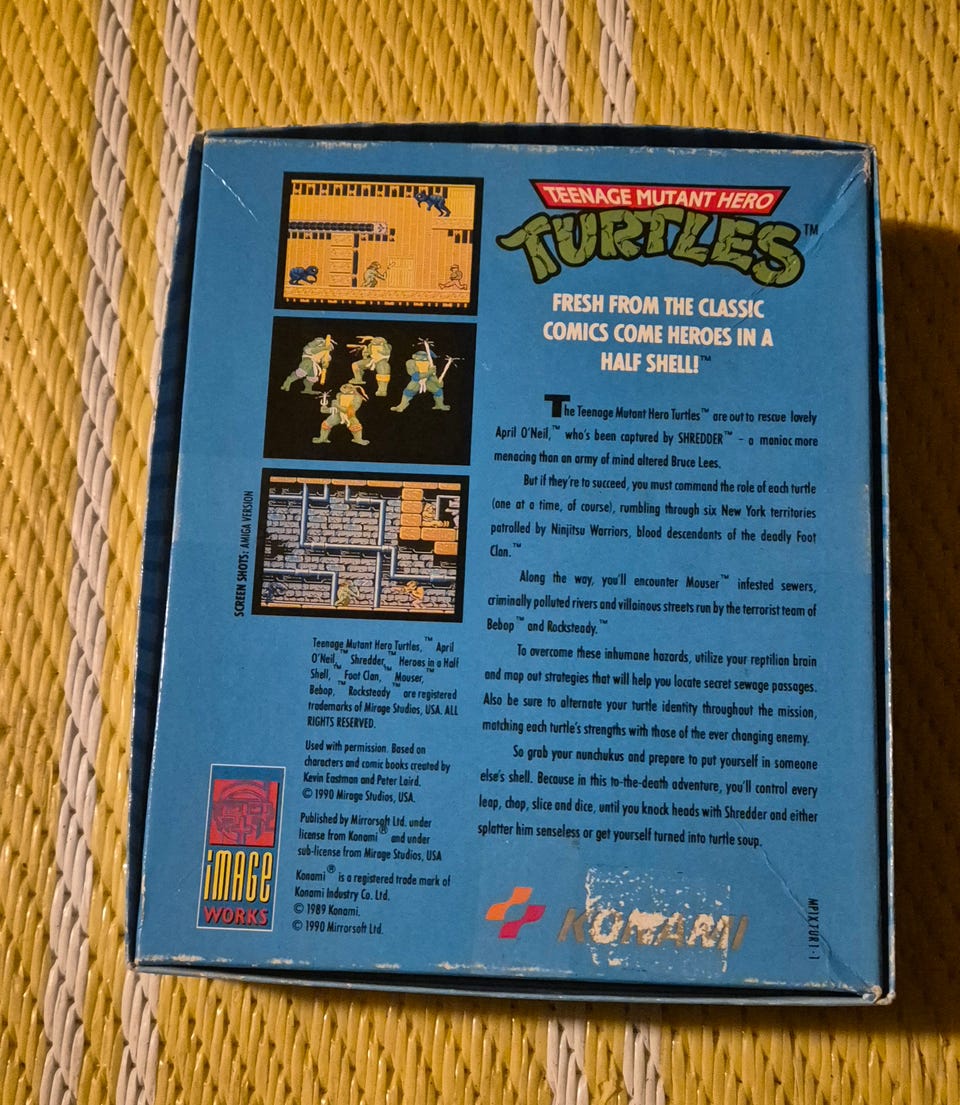 TEENAGE MUTANT HERO
TURTLES™
FRESH FROM THE CLASSIC
COMICS COME HEROES IN A
HALF SHELL!™
The Teenage Mutant Hero Turtles™ are out to rescue lovely
April O'Neil,™ who's been captured by SHREDDER™ – a maniac more
menacing than an army of mind altered Bruce Lees.
But if they're to succeed, you must command the role of each turtle
(one at a time, of course), rumbling through six New York territories
patrolled by Ninjitsu Warriors, blood descendants of the deadly Foot
Clan.™
Along the way, you'll encounter Mouser™ infested sewers,
criminally polluted rivers and villainous streets run by the terrorist team of
Bebop™ and Rocksteady.™
To overcome these inhumane hazards, utilize your reptilian brain
and map out strategies that will help you locate secret sewage passages.
Also be sure to alternate your turtle identity throughout the mission,
matching each turtle's strengths with those of the ever changing enemy.
So grab your nunchukus and prepare to put yourself in someone
else's shell. Because in this to-the-death adventure, you'll control every
leap, chop, slice and dice, until you knock heads with Shredder and either
splatter him senseless or get yourself turned into turtle soup.
SCREEN SHOTS: AMIGA VERSION
Teenage Mutant Hero Turtles,™ April
O'Neil,™ Shredder,™ Heroes in a Half
Shell,™ Foot Clan,™ Mouser,™
Bebop,™ Rocksteady™ are registered
trademarks of Mirage Studios, USA. ALL
RIGHTS RESERVED.
Used with permission. Based on
characters and comic books created by
Kevin Eastman and Peter Laird.
© 1990 Mirage Studios, USA.
Published by Mirrorsoft Ltd. under
license from Konami® and under
sub-license from Mirage Studios, USA
Konami® is a registered trade mark of
Konami Industry Co. Ltd.
© 1989 Konami.
© 1990 Mirrorsoft Ltd.
iMAGE
WORKS
KONAMI
MPIXTUR1-1